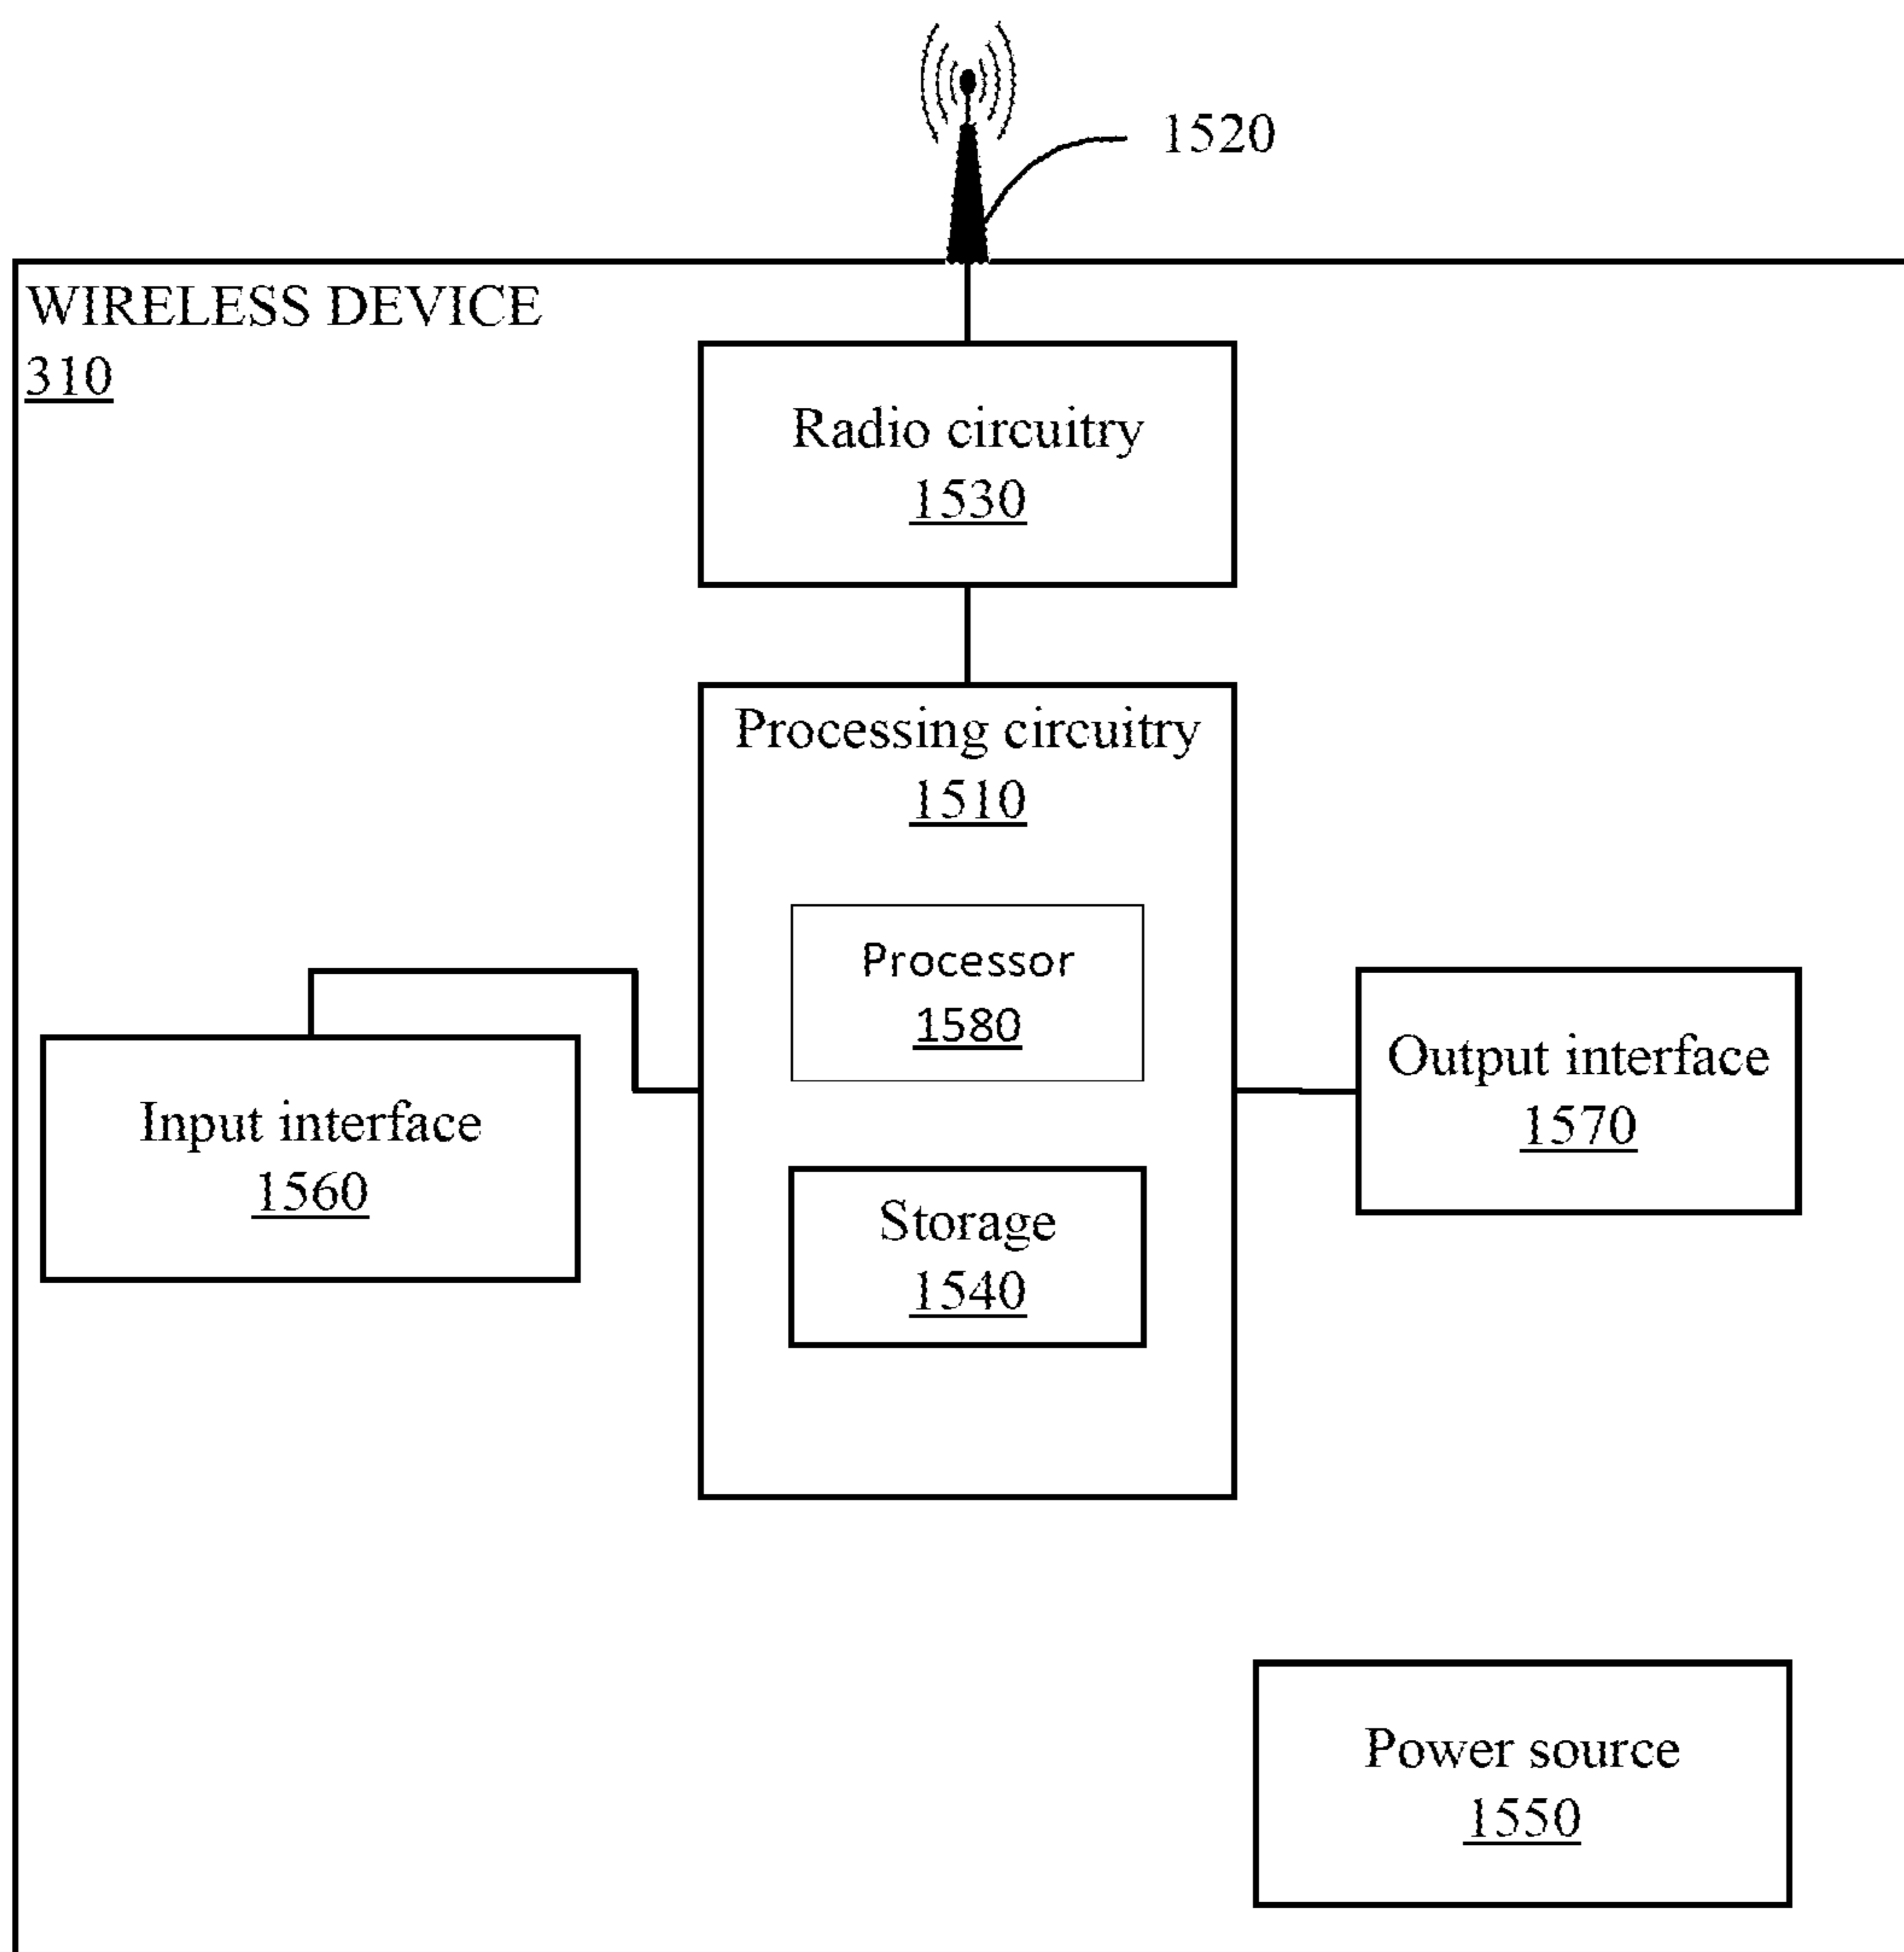 1520
WIRELESS DEVICE
310
Radio circuitry
1530
Processing circuitry
1510
Processor
1580
Input interface
1560
Output interface
1570
Storage
1540
Power source
1550